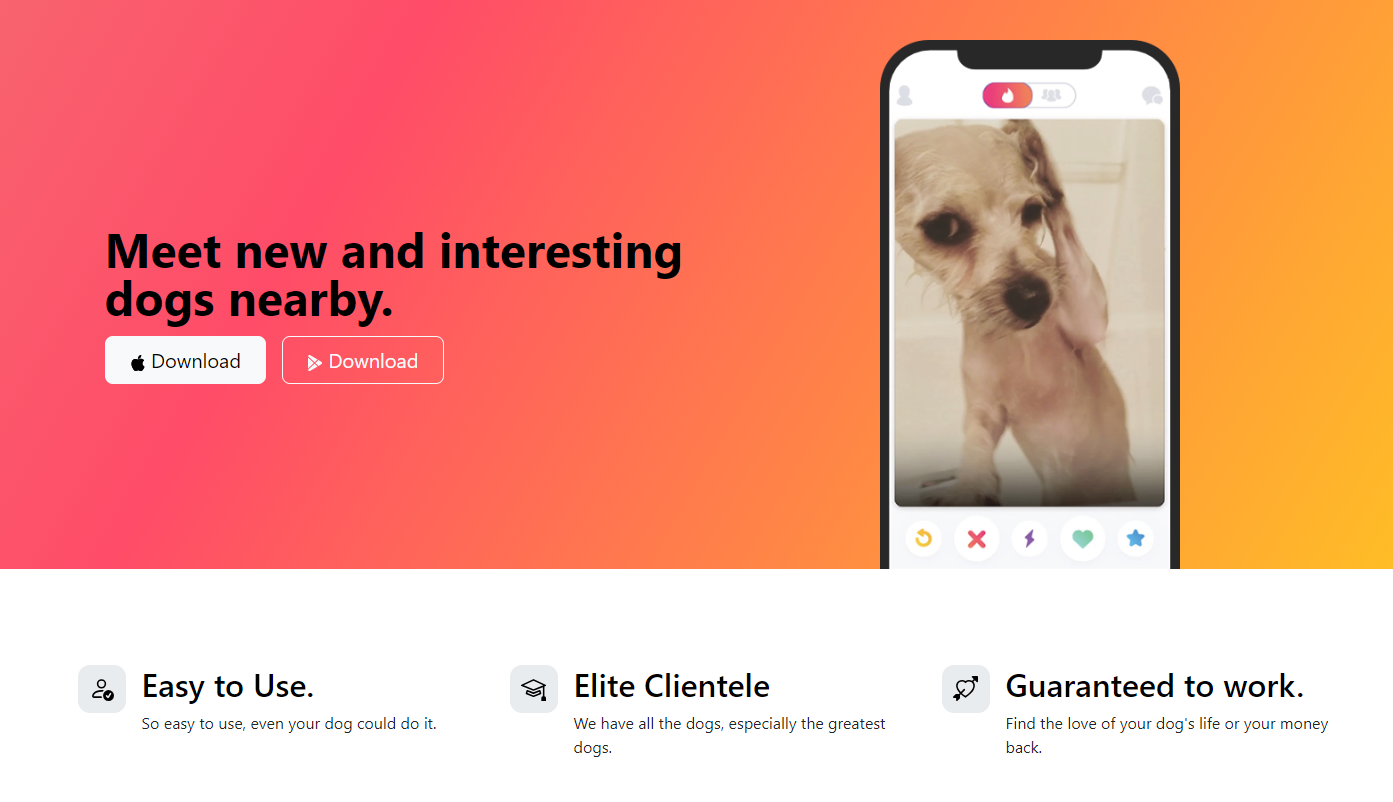 Meet new and interesting
dogs nearby.
Download
Download
Easy to Use.
So easy to use, even your dog could do it.
Elite Clientele
We have all the dogs, especially the greatest
dogs.
Guaranteed to work.
Find the love of your dog's life or your money
back.